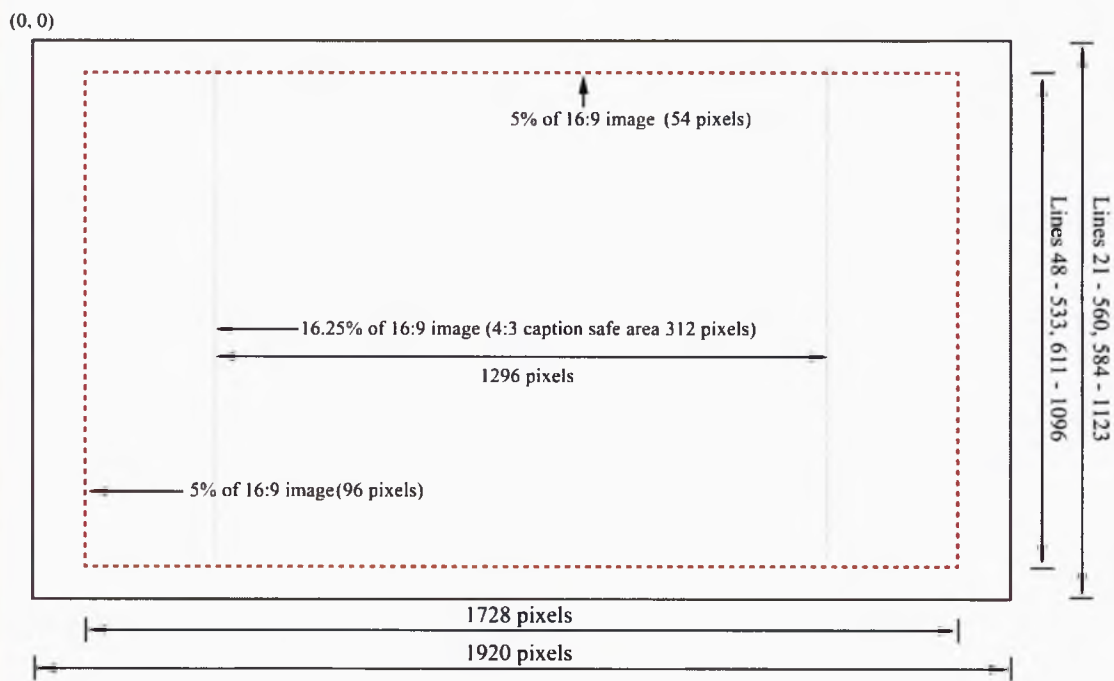 (0, 0)
5% of 16:9 image (54 pixels)
16.25% of 16:9 image (4:3 caption safe area 312 pixels)
1296 pixels
5% of 16:9 image(96 pixels)
1728 pixels
1920 pixels
Lines 48 - 533, 611 - 1096
Lines 21 - 560, 584 - 1123